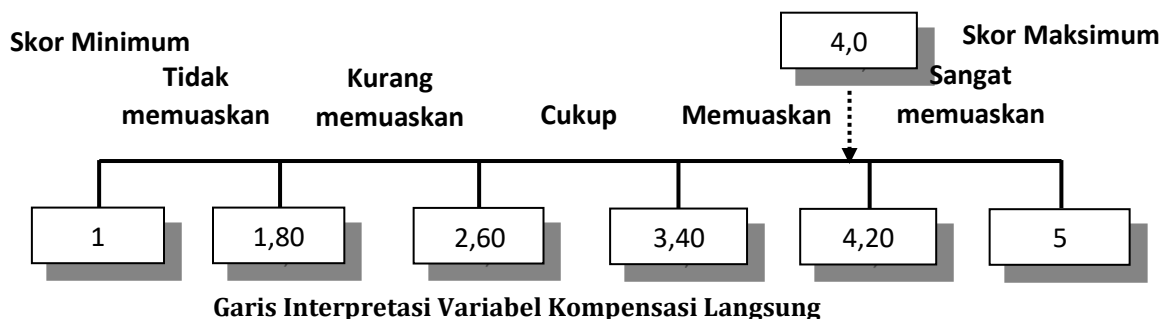 Skor Minimum
4,0
Skor Maksimum
Tidak
memuaskan
Kurang
memuaskan
Cukup
Memuaskan
Sangat
memuaskan
1
1,80
2,60
3,40
4,20
5
Garis Interpretasi Variabel Kompensasi Langsung